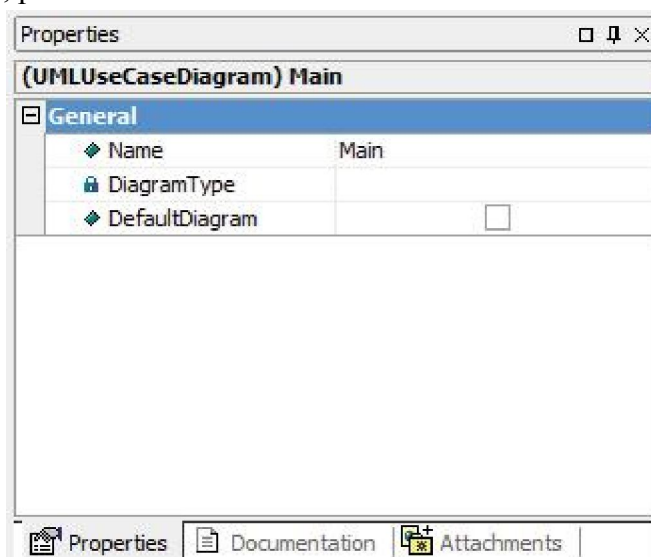 Properties
(UMLUseCaseDiagram) Main
General
Name Main
DiagramType
DefaultDiagram
Properties Documentation Attachments